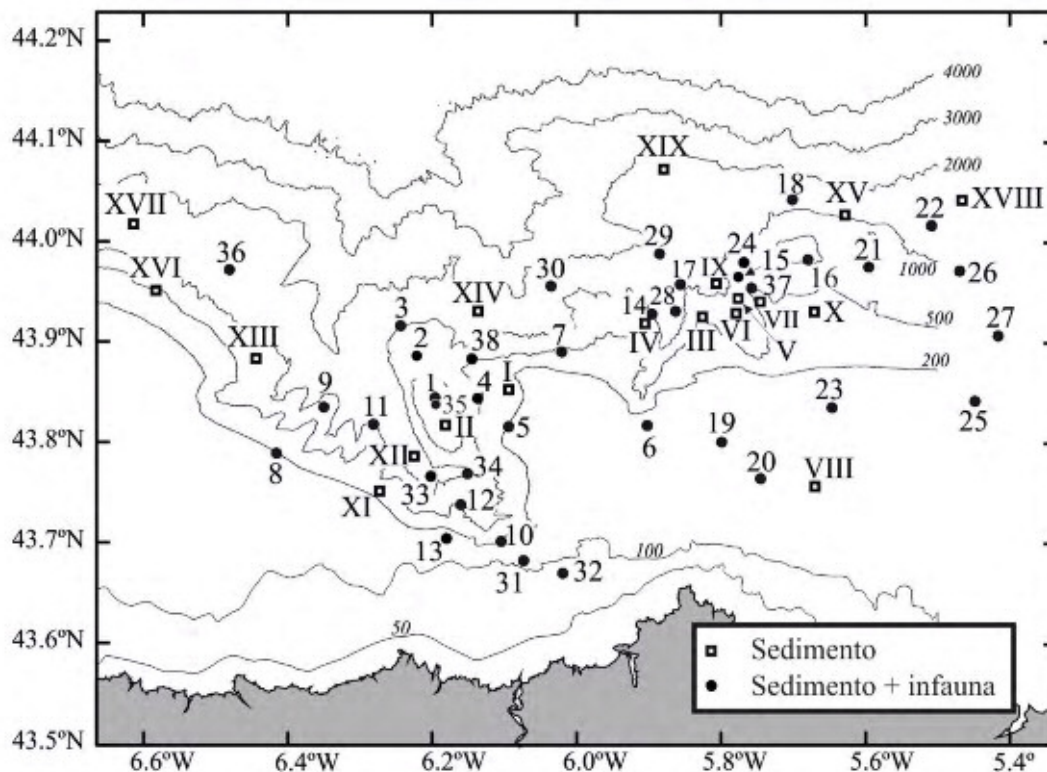 44.2ºN
4000
44.1ºN
3000
XIX
2000
XVII
18
XV
XVIII
22
44.0ºN
36
29
24
IX
15
21
XVI
17
37
16
1000
26
30
XIV
28
14
VII
X
500
3
IV
III
VI
27
43.9ºN
XIII
2
38
7
V
200
I
9
1
4
23
11
35
5
25
II
6
19
43.8ºN
XII
8
34
20
VIII
33
XI
12
10
43.7ºN
13
100
31
32
43.6ºN
50
Sedimento
Sedimento + infauna
43.5ºN
6.6ºW
6.4ºW
6.2ºW
6.0ºW
5.8ºW
5.6ºW
5.4º